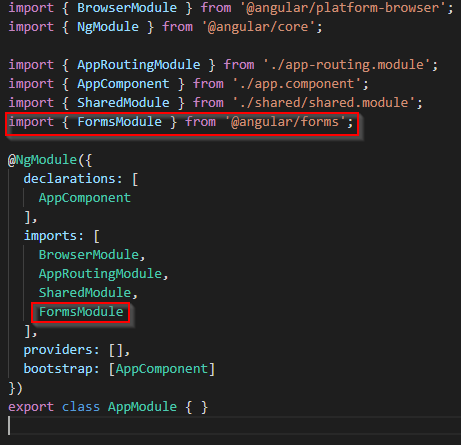 import { BrowserModule } from '@angular/platform-browser';
import { NgModule } from '@angular/core';
import { AppRoutingModule } from './app-routing.module';
import { AppComponent } from './app.component';
import { SharedModule } from './shared/shared.module';
import { FormsModule } from '@angular/forms';
@NgModule({
declarations: [
AppComponent
],
imports: [
BrowserModule,
AppRoutingModule,
SharedModule,
FormsModule
],
providers: [],
bootstrap: [AppComponent]
})
export class AppModule { }